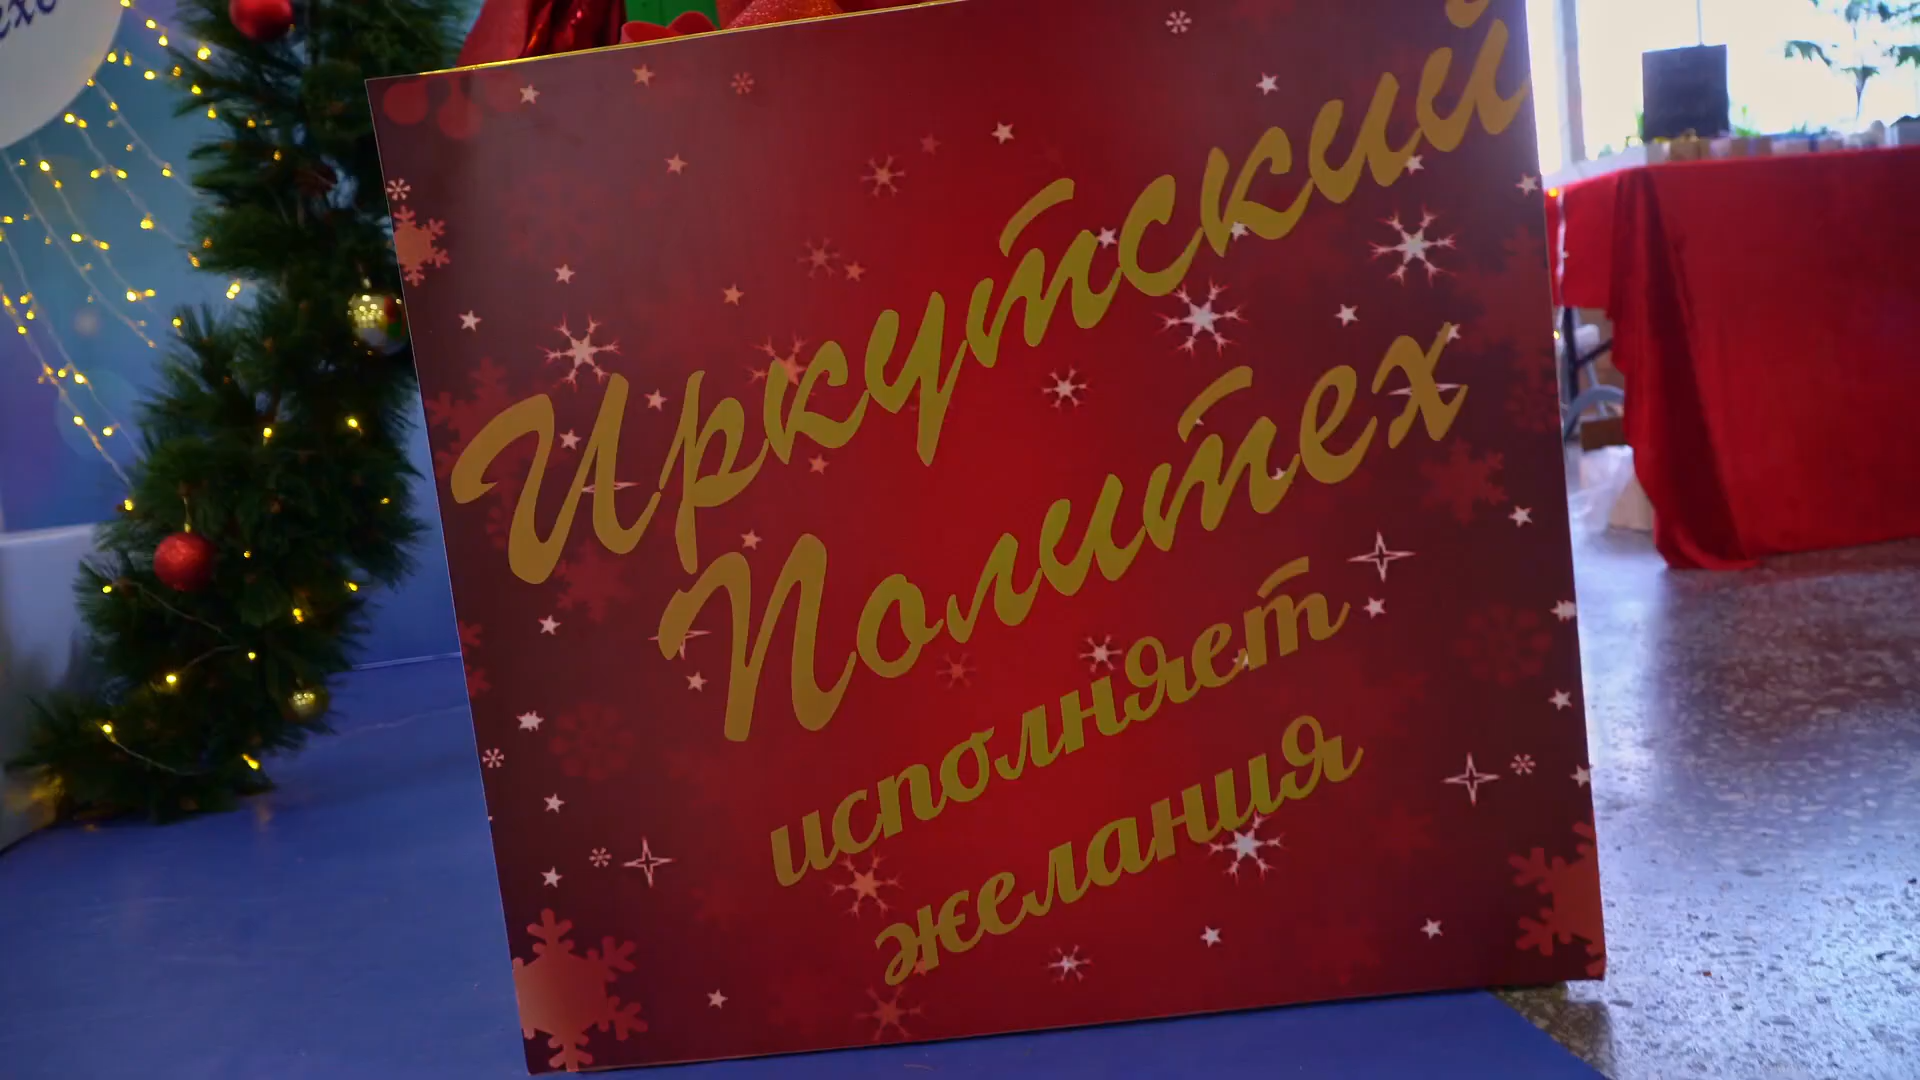 Иркутский
Политех
исполняет
желания